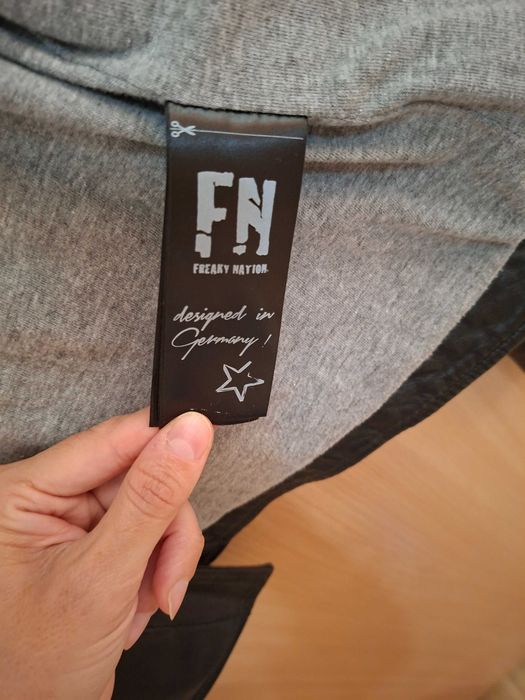 FN
FREAKY NATION
designed in
Germany!